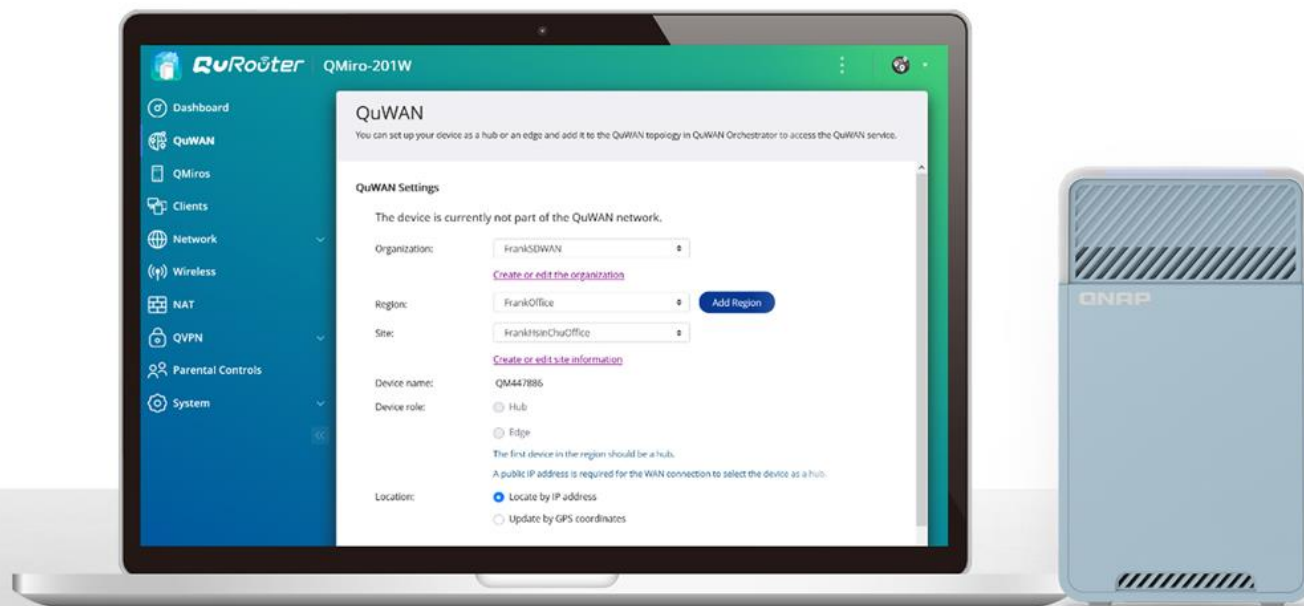 QuRouter QMiro-201W
Dashboard
QuWAN
QMiros
Clients
Network
Wireless
NAT
QVPN
Parental Controls
System
QuWAN
You can set up your device as a hub or an edge and add it to the QuWAN topology in QuWAN Orchestrator to access the QuWAN service.
QuWAN Settings
The device is currently not part of the QuWAN network.
Organization: FrankSDWAN
Create or edit the organization
Region: FrankOffice Add Region
Site: FrankHsinChuOffice
Create or edit site information
Device name: QM447886
Device role: Hub
Edge
The first device in the region should be a hub.
A public IP address is required for the WAN connection to select the device as a hub.
Location: Locate by IP address
Update by GPS coordinates
QNAP